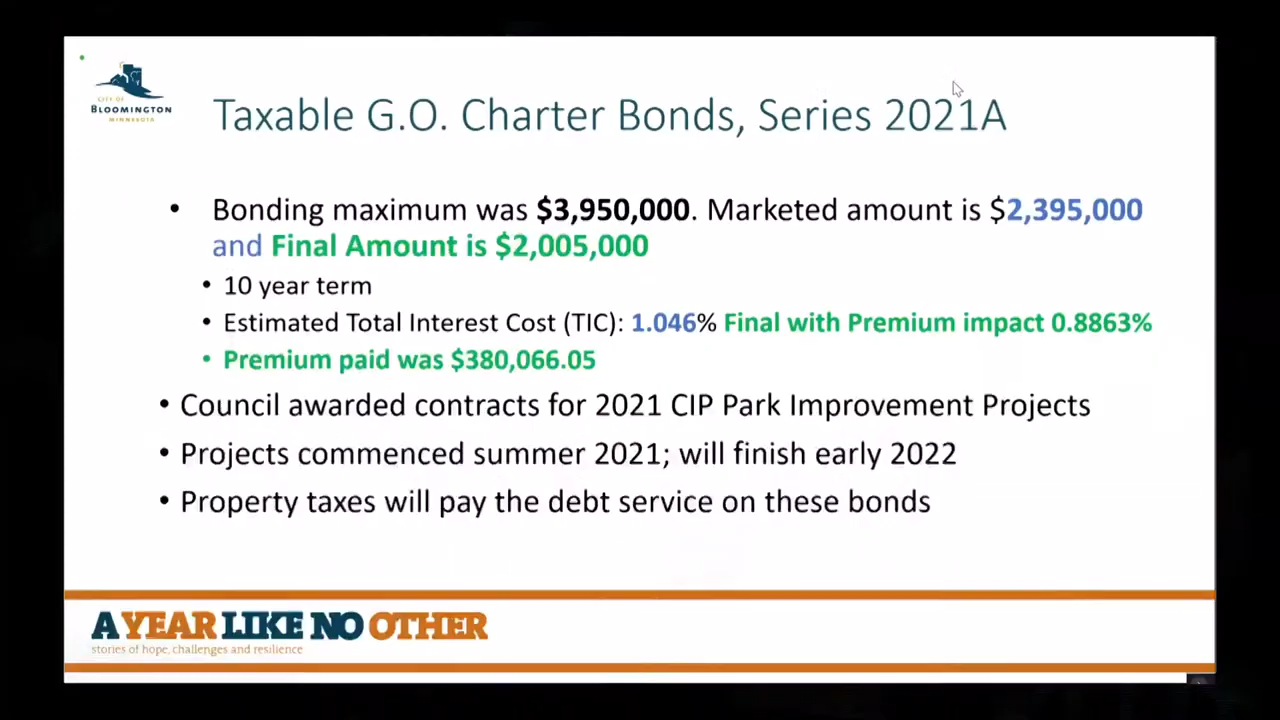 CITY OF
BLOOMINGTON
MINNESOTA
Taxable G.O. Charter Bonds, Series 2021A
• Bonding maximum was $3,950,000. Marketed amount is $2,395,000
and Final Amount is $2,005,000
• 10 year term
• Estimated Total Interest Cost (TIC): 1.046% Final with Premium impact 0.8863%
• Premium paid was $380,066.05
• Council awarded contracts for 2021 CIP Park Improvement Projects
• Projects commenced summer 2021; will finish early 2022
• Property taxes will pay the debt service on these bonds
A YEAR LIKE NO OTHER
stories of hope, challenges and resilience